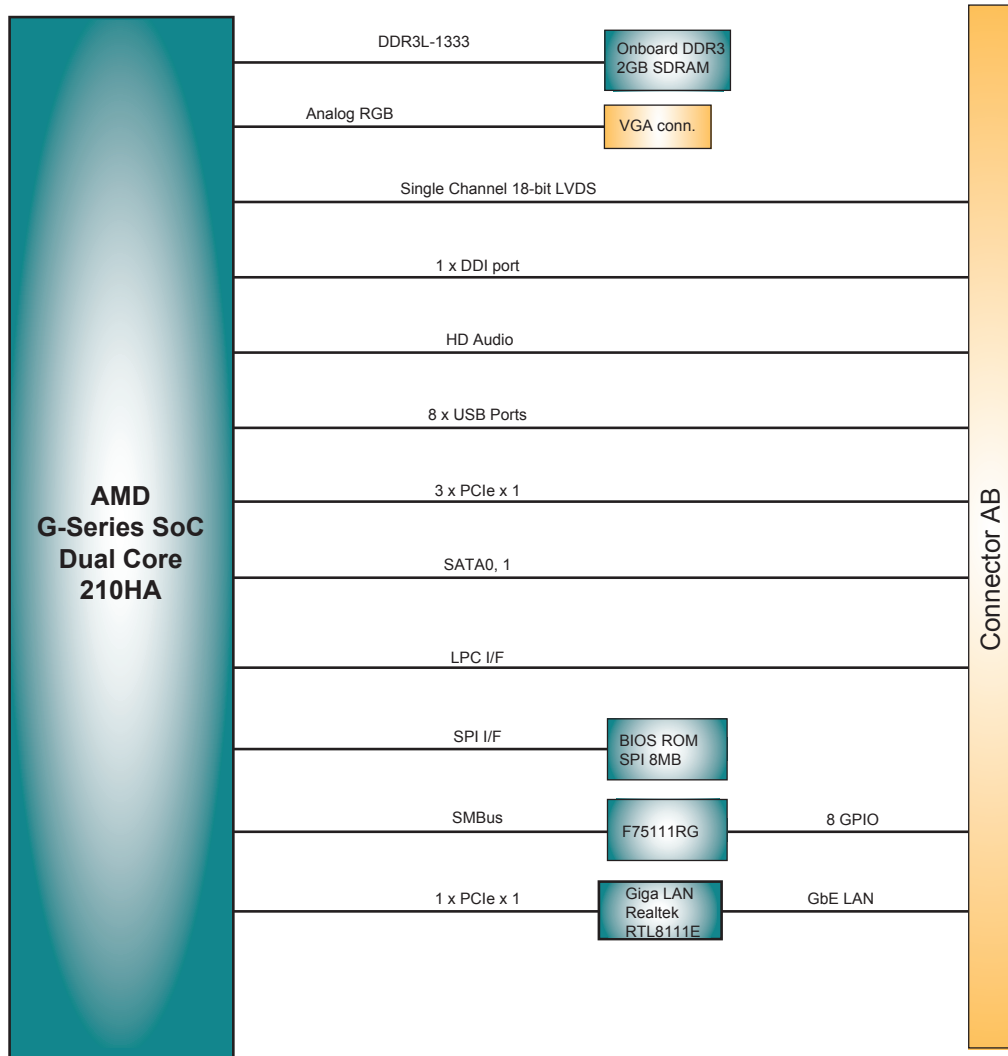 DDR3L-1333
Onboard DDR3
2GB SDRAM
Analog RGB
VGA conn.
Single Channel 18-bit LVDS
1 x DDI port
HD Audio
8 x USB Ports
3 x PCIe x 1
AMD
G-Series SoC
Dual Core
210HA
Connector AB
SATA0, 1
LPC I/F
SPI I/F
BIOS ROM
SPI 8MB
SMBus
F75111RG
8 GPIO
1 x PCIe x 1
Giga LAN
Realtek
RTL8111E
GbE LAN